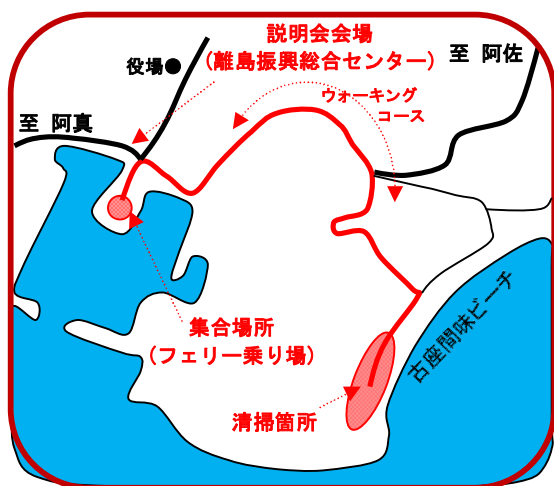 説明会会場
(離島振興総合センター)
役場●
至 阿佐
ウォーキング
コース
至 阿真
集合場所
(フェリー乗り場)
古座間味ビーチ
清掃箇所